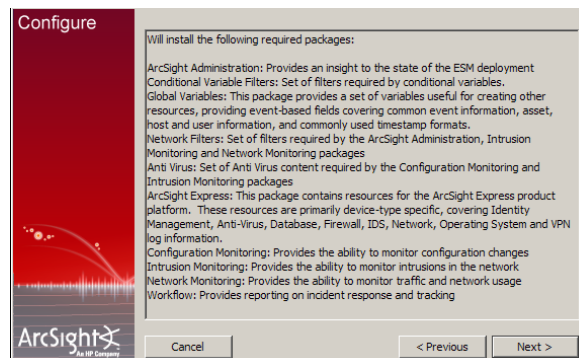 Configure
Will install the following required packages:
ArcSight Administration: Provides an insight to the state of the ESM deployment
Conditional Variable Filters: Set of filters required by conditional variables.
Global Variables: This package provides a set of variables useful for creating other
resources, providing event-based fields covering common event information, asset,
host and user information, and commonly used timestamp formats.
Network Filters: Set of filters required by the ArcSight Administration, Intrusion
Monitoring and Network Monitoring packages
Anti Virus: Set of Anti Virus content required by the Configuration Monitoring and
Intrusion Monitoring packages
ArcSight Express: This package contains resources for the ArcSight Express product
platform.  These resources are primarily device-type specific, covering Identity
Management, Anti-Virus, Database, Firewall, IDS, Network, Operating System and VPN
log information.
Configuration Monitoring: Provides the ability to monitor configuration changes
Intrusion Monitoring: Provides the ability to monitor intrusions in the network
Network Monitoring: Provides the ability to monitor traffic and network usage
Workflow: Provides reporting on incident response and tracking
ArcSight
An HP Company
Cancel
< Previous
Next >